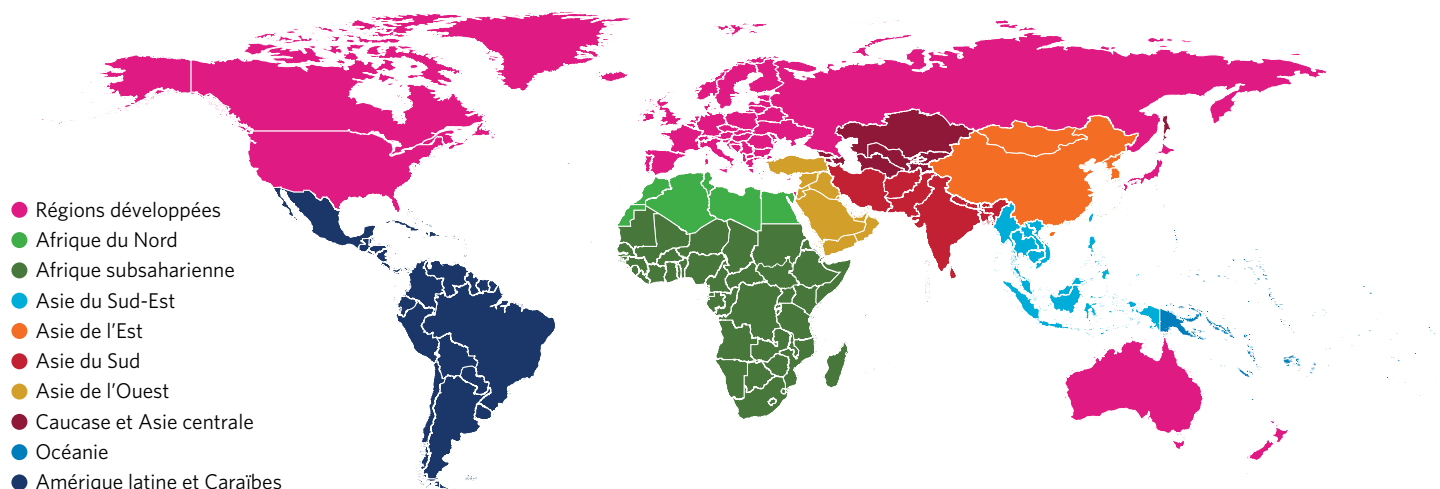 Régions développées
Afrique du Nord
Afrique subsaharienne
Asie du Sud-Est
Asie de l'Est
Asie du Sud
Asie de l'Ouest
Caucase et Asie centrale
Océanie
Amérique latine et Caraïbes